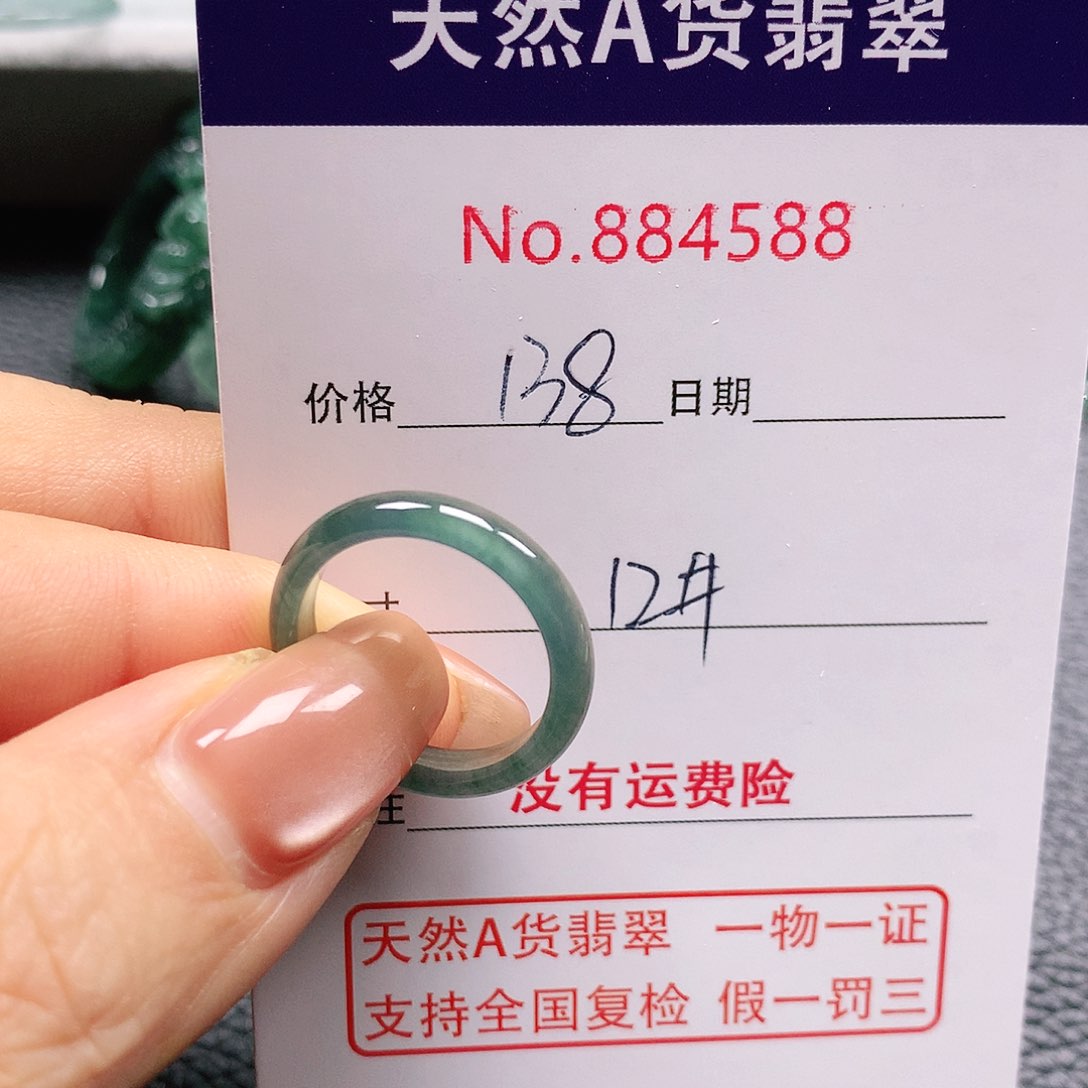 天然A货翡翠
No.884588
价格 138 日期
寸 12#
注 没有运费险
天然A货翡翠 一物一证
支持全国复检 假一罚三